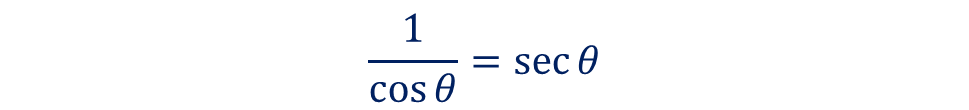 1/cos θ = sec θ